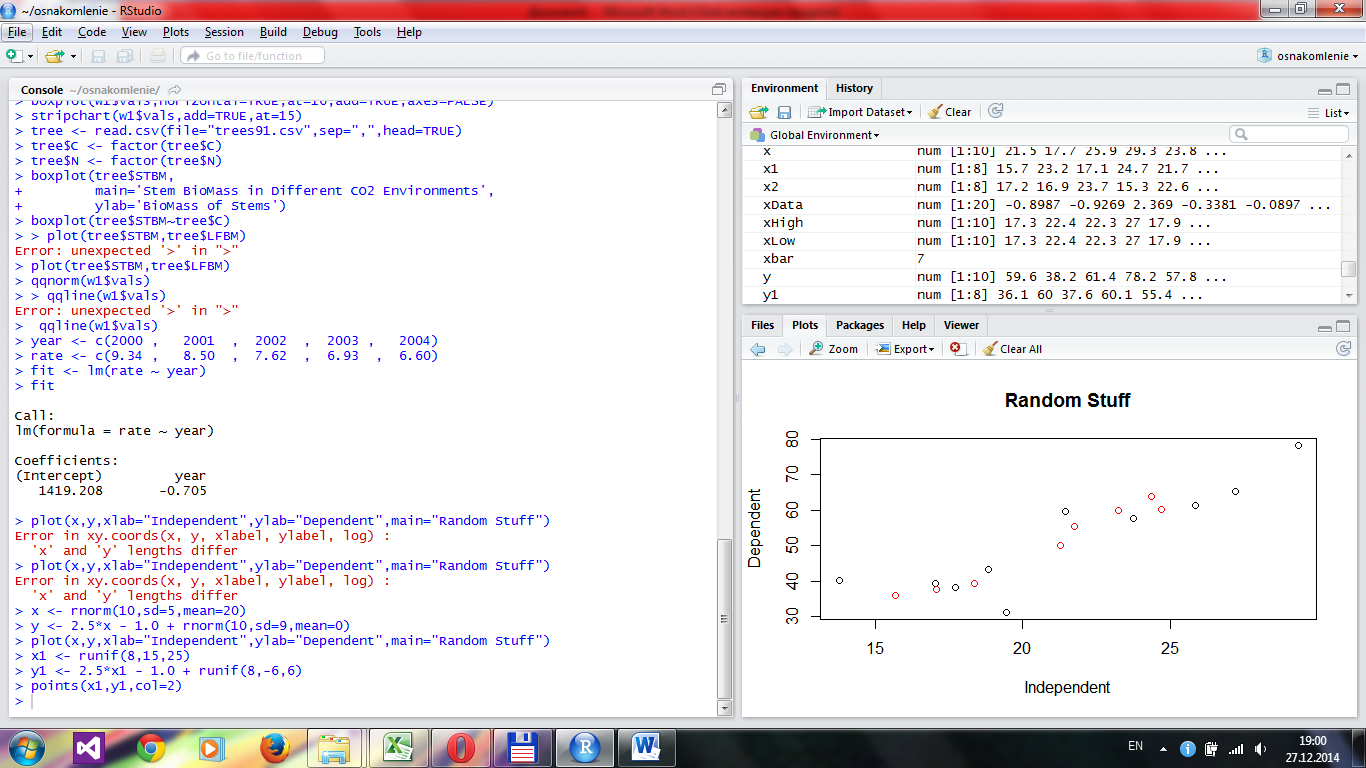 ~/osnakomlenie - RStudio
File Edit Code View Plots Session Build Debug Tools Help
Go to file/function
osnakomlenie
Console ~/osnakomlenie/
> boxplot(w1$vals,horizontal=TRUE,at=16,add=TRUE,axes=FALSE)
> stripchart(w1$vals,add=TRUE,at=15)
> tree <- read.csv(file="trees91.csv",sep=",",head=TRUE)
> tree$C <- factor(tree$C)
> tree$N <- factor(tree$N)
> boxplot(tree$STBM,
+         main='Stem BioMass in Different CO2 Environments',
+         ylab='BioMass of Stems')
> boxplot(tree$STBM~tree$C)
> > plot(tree$STBM,tree$LFBM)
Error: unexpected '>' in ">"
> plot(tree$STBM,tree$LFBM)
> qqnorm(w1$vals)
> > qqline(w1$vals)
Error: unexpected '>' in ">"
>  qqline(w1$vals)
> year <- c(2000 ,   2001  ,  2002  ,  2003 ,   2004)
> rate <- c(9.34 ,   8.50  ,  7.62  ,  6.93  ,  6.60)
> fit <- lm(rate ~ year)
> fit
Call:
lm(formula = rate ~ year)
Coefficients:
(Intercept)         year
   1419.208       -0.705
> plot(x,y,xlab="Independent",ylab="Dependent",main="Random Stuff")
Error in xy.coords(x, y, xlabel, ylabel, log) :
  'x' and 'y' lengths differ
> plot(x,y,xlab="Independent",ylab="Dependent",main="Random Stuff")
Error in xy.coords(x, y, xlabel, ylabel, log) :
  'x' and 'y' lengths differ
> x <- rnorm(10,sd=5,mean=20)
> y <- 2.5*x - 1.0 + rnorm(10,sd=9,mean=0)
> plot(x,y,xlab="Independent",ylab="Dependent",main="Random Stuff")
> x1 <- runif(8,15,25)
> y1 <- 2.5*x1 - 1.0 + runif(8,-6,6)
> points(x1,y1,col=2)
>
Environment History
Import Dataset Clear List
Global Environment
x num [1:10] 21.5 17.7 25.9 29.3 23.8 ...
x1 num [1:8] 15.7 23.2 17.1 24.7 21.7 ...
x2 num [1:8] 17.2 16.9 23.7 15.3 22.6 ...
xData num [1:20] -0.8987 -0.9269 2.369 -0.3381 -0.0897 ...
xHigh num [1:10] 17.3 22.4 22.3 27 17.9 ...
xLow num [1:10] 17.3 22.4 22.3 27 17.9 ...
xbar 7
y num [1:10] 59.6 38.2 61.4 78.2 57.8 ...
y1 num [1:8] 36.1 60 37.6 60.1 55.4 ...
Files Plots Packages Help Viewer
Zoom Export Clear All
Random Stuff
Dependent
80
70
60
50
40
30
15 20 25
Independent
EN
19:00
27.12.2014